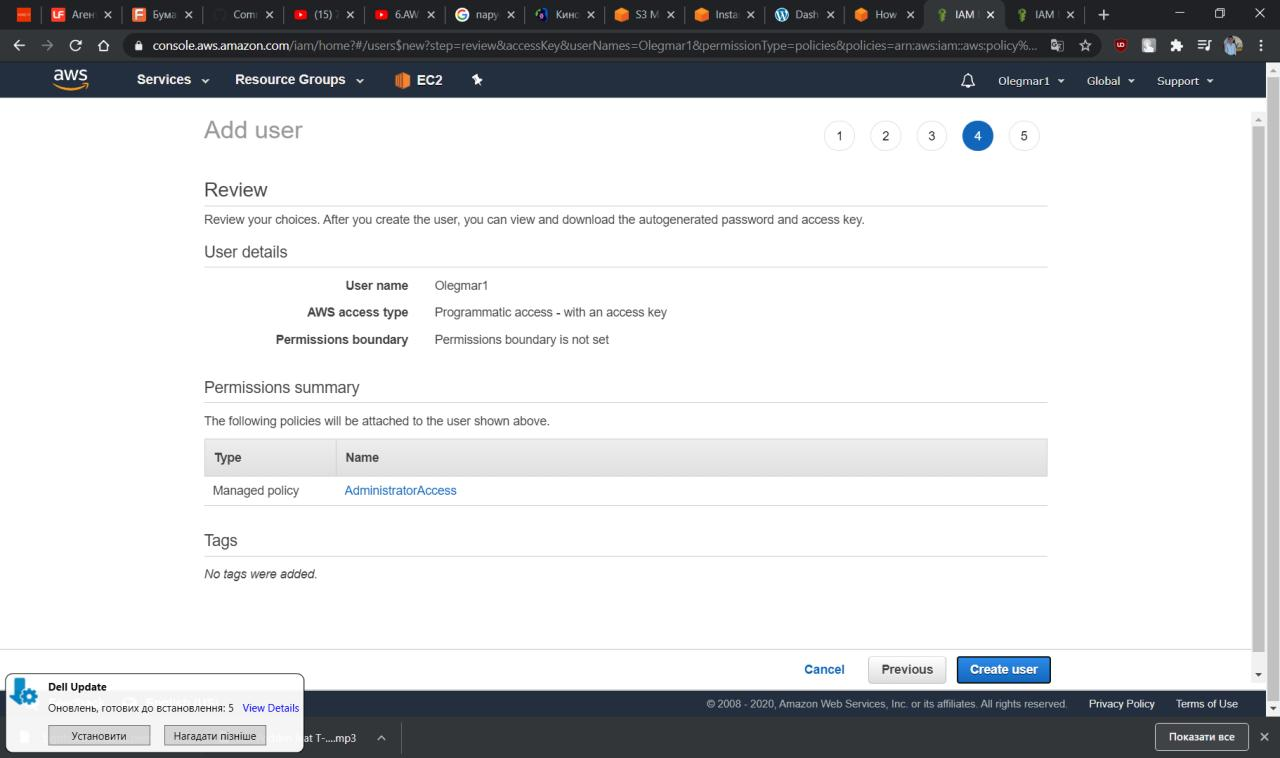 Аген
Бума
Com
(15)
6.AW
напу
Кинс
S3 M
Insta
Dash
How
IAM
IAM
console.aws.amazon.com/iam/home?#/users$new?step=review&accessKey&userNames=Olegmar1&permissionType=policies&policies=arn:aws:iam::aws:policy%...
aws Services Resource Groups EC2 Olegmar1 Global Support
Add user
1 2 3 4 5
Review
Review your choices. After you create the user, you can view and download the autogenerated password and access key.
User details
User name Olegmar1
AWS access type Programmatic access - with an access key
Permissions boundary Permissions boundary is not set
Permissions summary
The following policies will be attached to the user shown above.
Type Name
Managed policy AdministratorAccess
Tags
No tags were added.
Cancel Previous Create user
Dell Update
Оновлень, готових до встановлення: 5 View Details
Установити Нагадати пізніше
© 2008 - 2020, Amazon Web Services, Inc. or its affiliates. All rights reserved. Privacy Policy Terms of Use
T-....mp3
Показати все